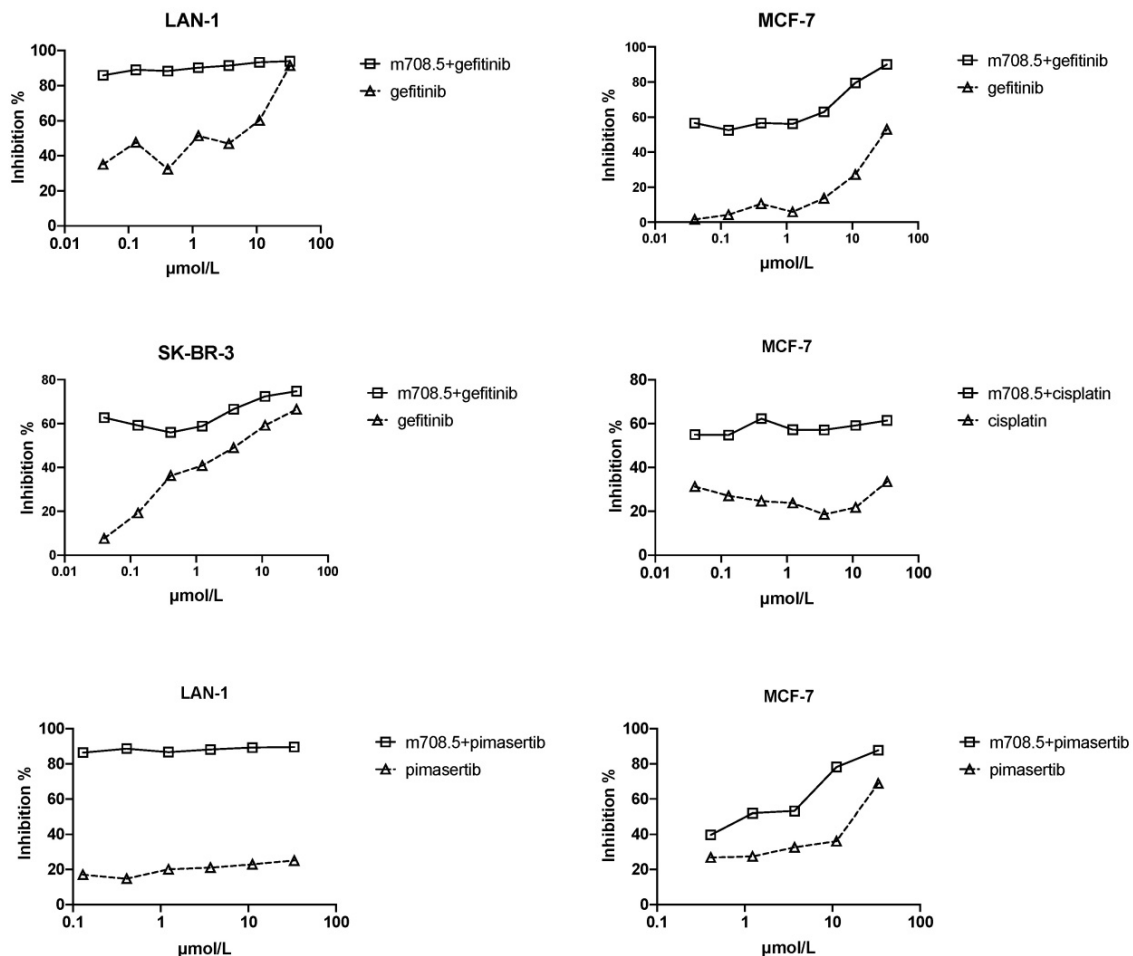 LAN-1
100
80
60
40
20
0
Inhibition %
0.01 0.1 1 10 100
µmol/L
m708.5+gefitinib
gefitinib
MCF-7
100
80
60
40
20
0
Inhibition %
0.01 0.1 1 10 100
µmol/L
m708.5+gefitinib
gefitinib
SK-BR-3
80
60
40
20
0
Inhibition %
0.01 0.1 1 10 100
µmol/L
m708.5+gefitinib
gefitinib
MCF-7
80
60
40
20
0
Inhibition %
0.01 0.1 1 10 100
µmol/L
m708.5+cisplatin
cisplatin
LAN-1
100
80
60
40
20
0
Inhibition %
0.1 1 10 100
µmol/L
m708.5+pimasertib
pimasertib
MCF-7
100
80
60
40
20
0
Inhibition %
0.1 1 10 100
µmol/L
m708.5+pimasertib
pimasertib